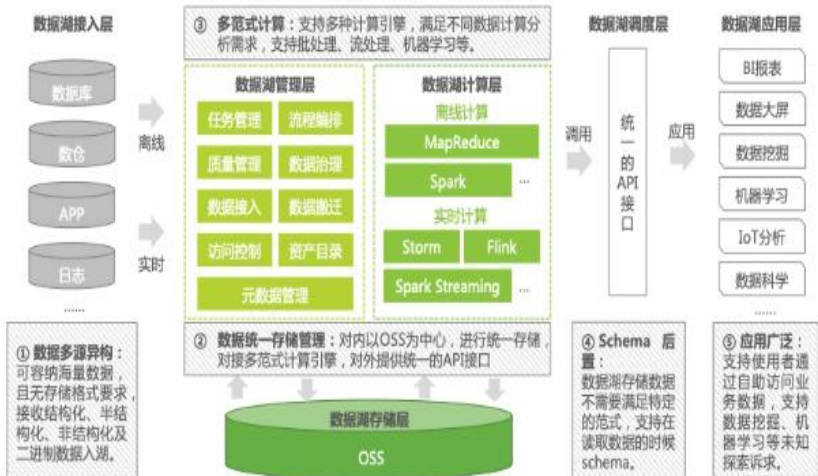 数据湖接入层
数据库
数仓
APP
日志
......
离线
实时
① 数据多源异构：
可容纳海量数据，
且无存储格式要求，
接收结构化、半结
构化、非结构化及
二进制数据入湖。
③ 多范式计算：支持多种计算引擎，满足不同数据计算分
析需求，支持批处理、流处理、机器学习等。
数据湖管理层
任务管理 流程编排
质量管理 数据治理
数据接入 数据搬迁
访问控制 资产目录
元数据管理
数据湖计算层
离线计算
MapReduce
Spark ...
实时计算
Storm Flink
Spark Streaming ...
② 数据统一存储管理：对内以OSS为中心，进行统一存储，
对接多范式计算引擎，对外提供统一的API接口
数据湖存储层
OSS
数据湖调度层
调用
统
一
的
API
接
口
应用
④ Schema 后
置：
数据湖存储数据
不需要满足特定
的范式，支持在
读取数据的时候
schema。
数据湖应用层
BI报表
数据大屏
数据挖掘
机器学习
IoT分析
数据科学
......
⑤ 应用广泛：
支持使用者通
过自助访问业
务数据，支持
数据挖掘、机
器学习等未知
探索诉求。